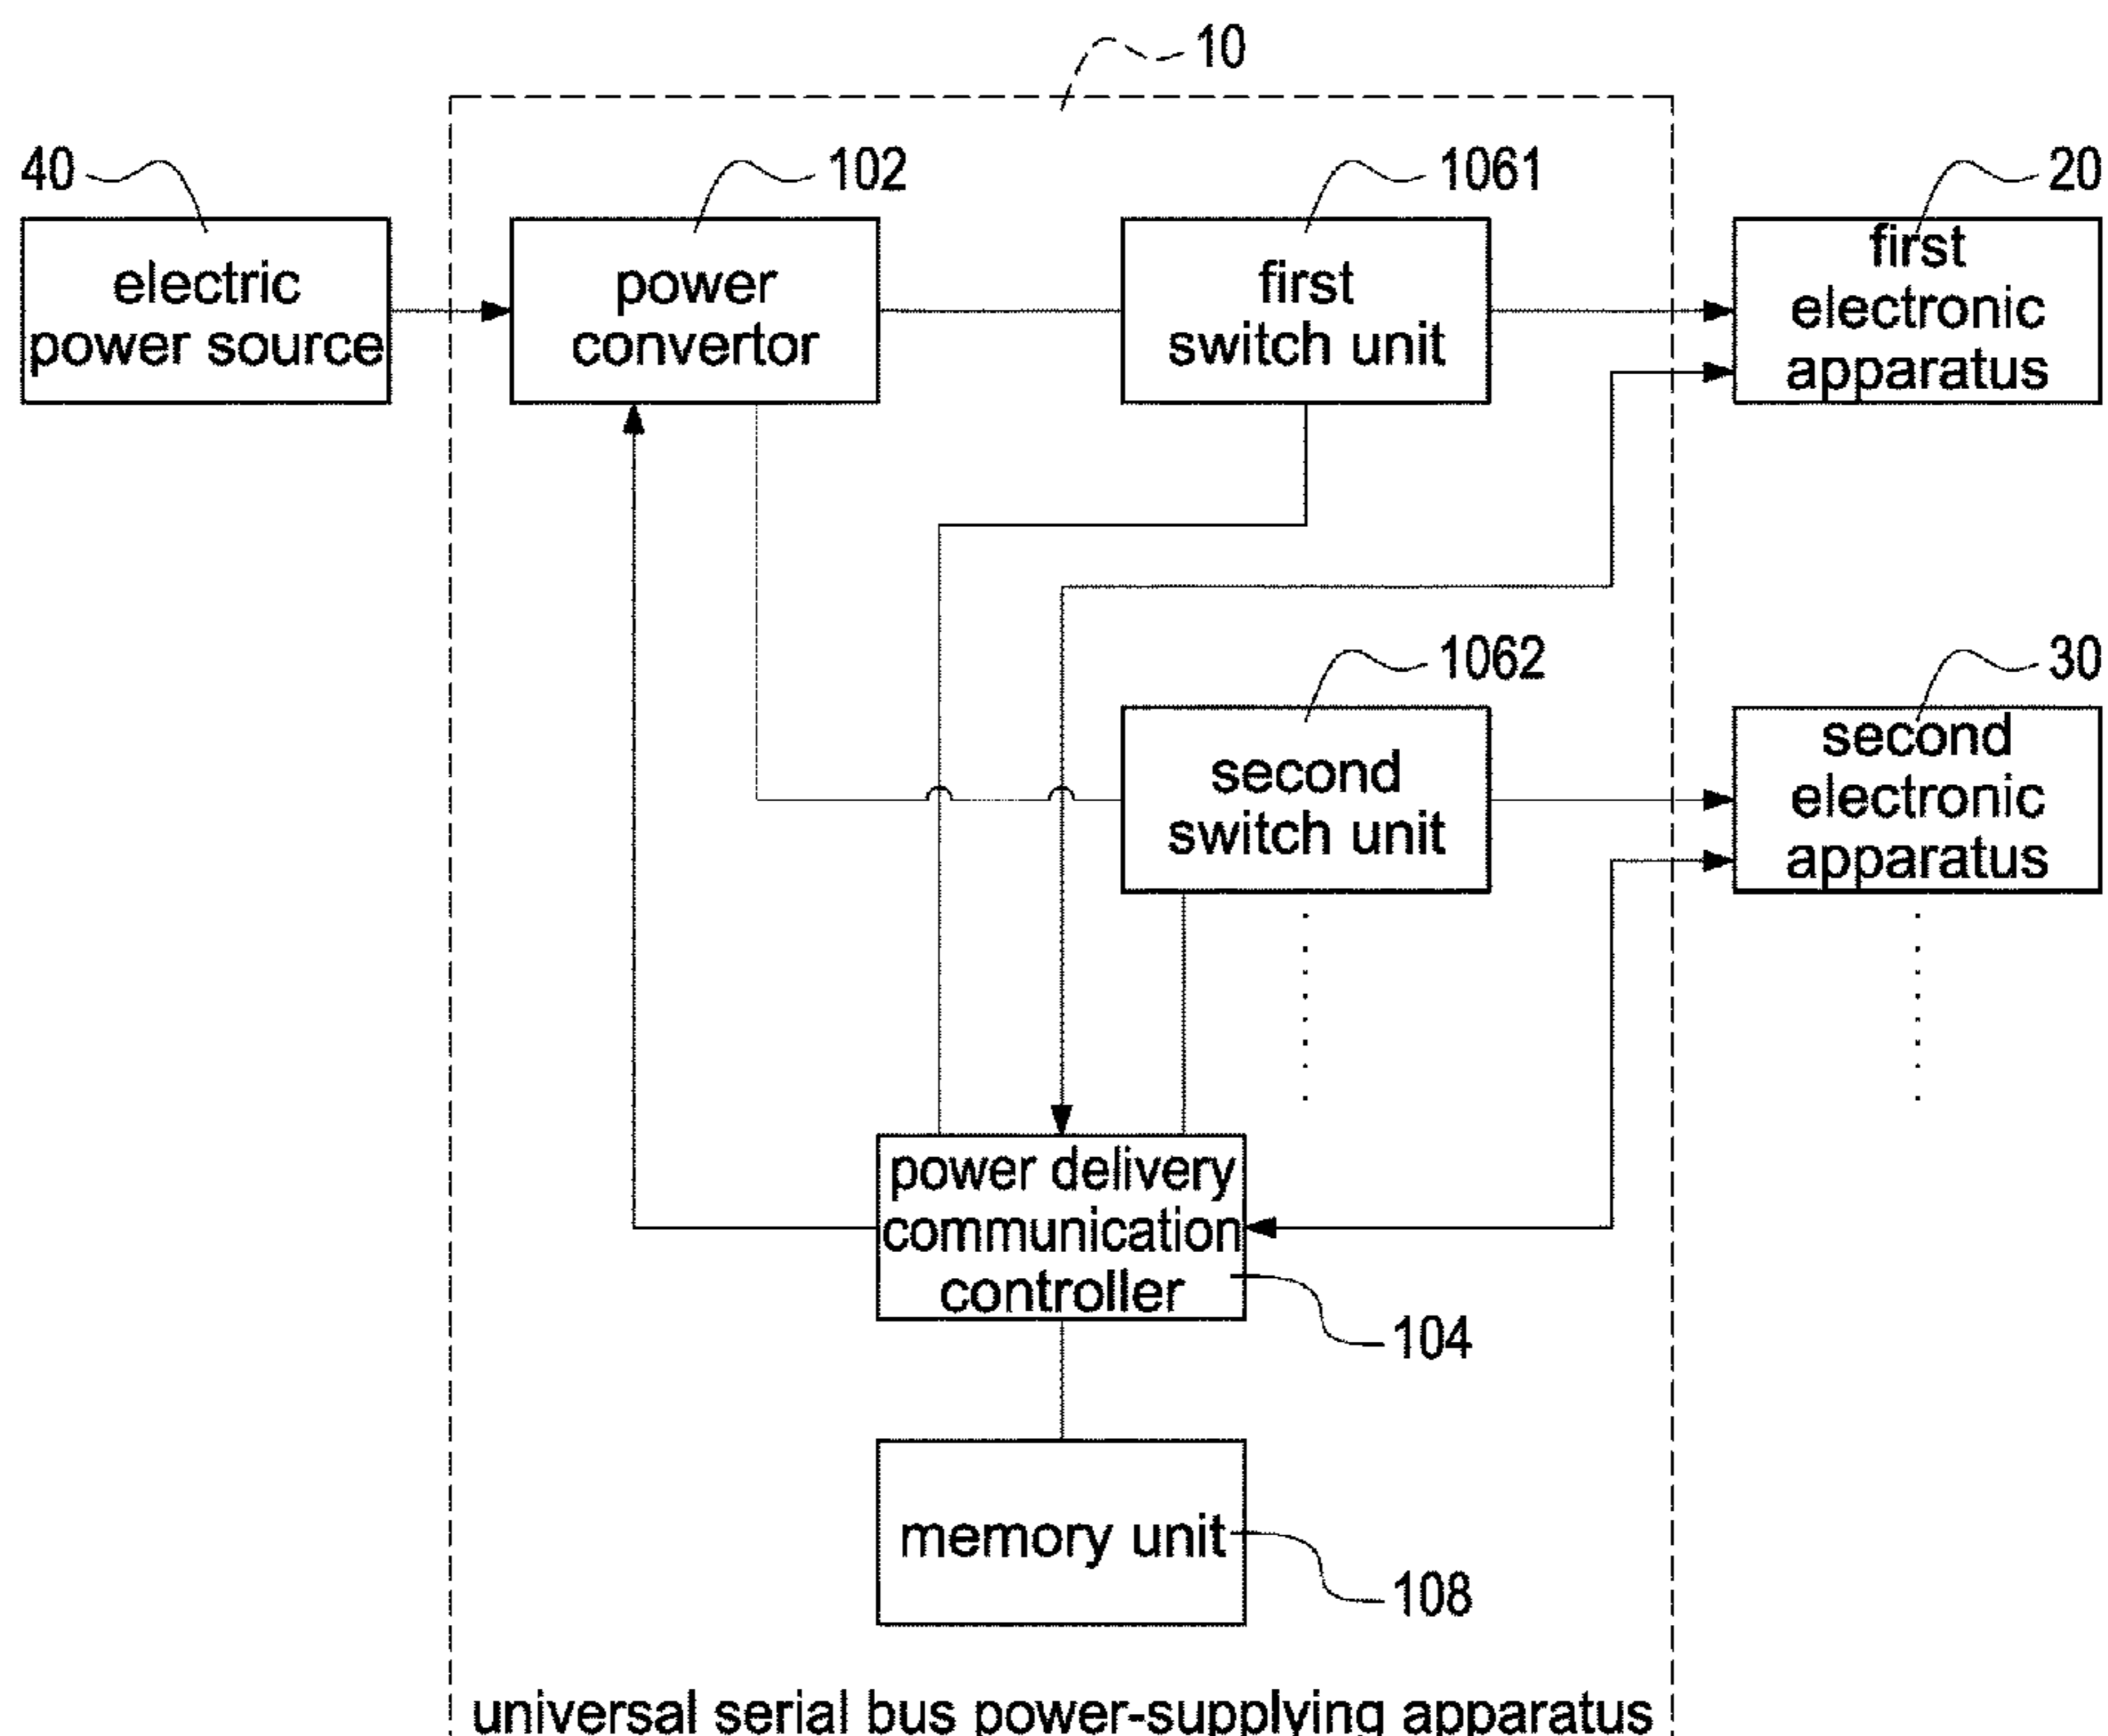 10
40
102
1061
20
electric
power source
power
convertor
first
switch unit
first
electronic
apparatus
1062
30
second
switch unit
second
electronic
apparatus
power delivery
communication
controller
104
memory unit
108
universal serial bus power-supplying apparatus